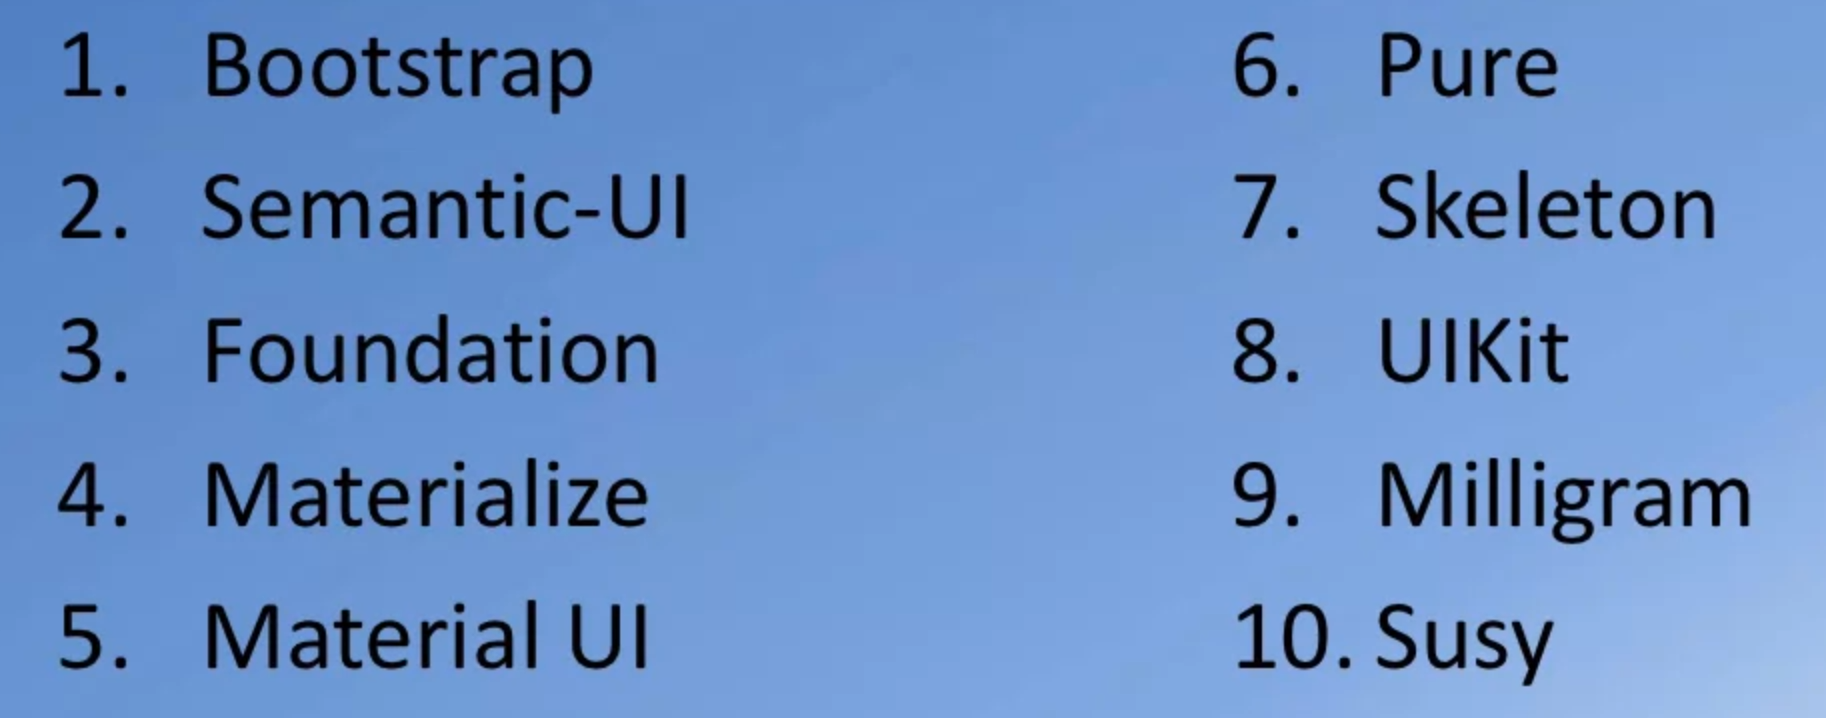 1. Bootstrap
2. Semantic-UI
3. Foundation
4. Materialize
5. Material UI
6. Pure
7. Skeleton
8. UIKit
9. Milligram
10. Susy